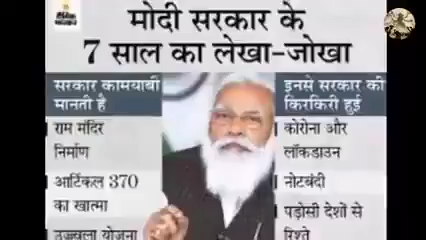 दैनिक भास्कर
मोदी सरकार के
7 साल का लेखा-जोखा
सरकार कामयाबी
मानती है
राम मंदिर
निर्माण
आर्टिकल 370
का खात्मा
उज्ज्वला योजना
इनसे सरकार की
किरकिरी हुई
कोरोना और
लॉकडाउन
नोटबंदी
पड़ोसी देशों से
रिश्ते